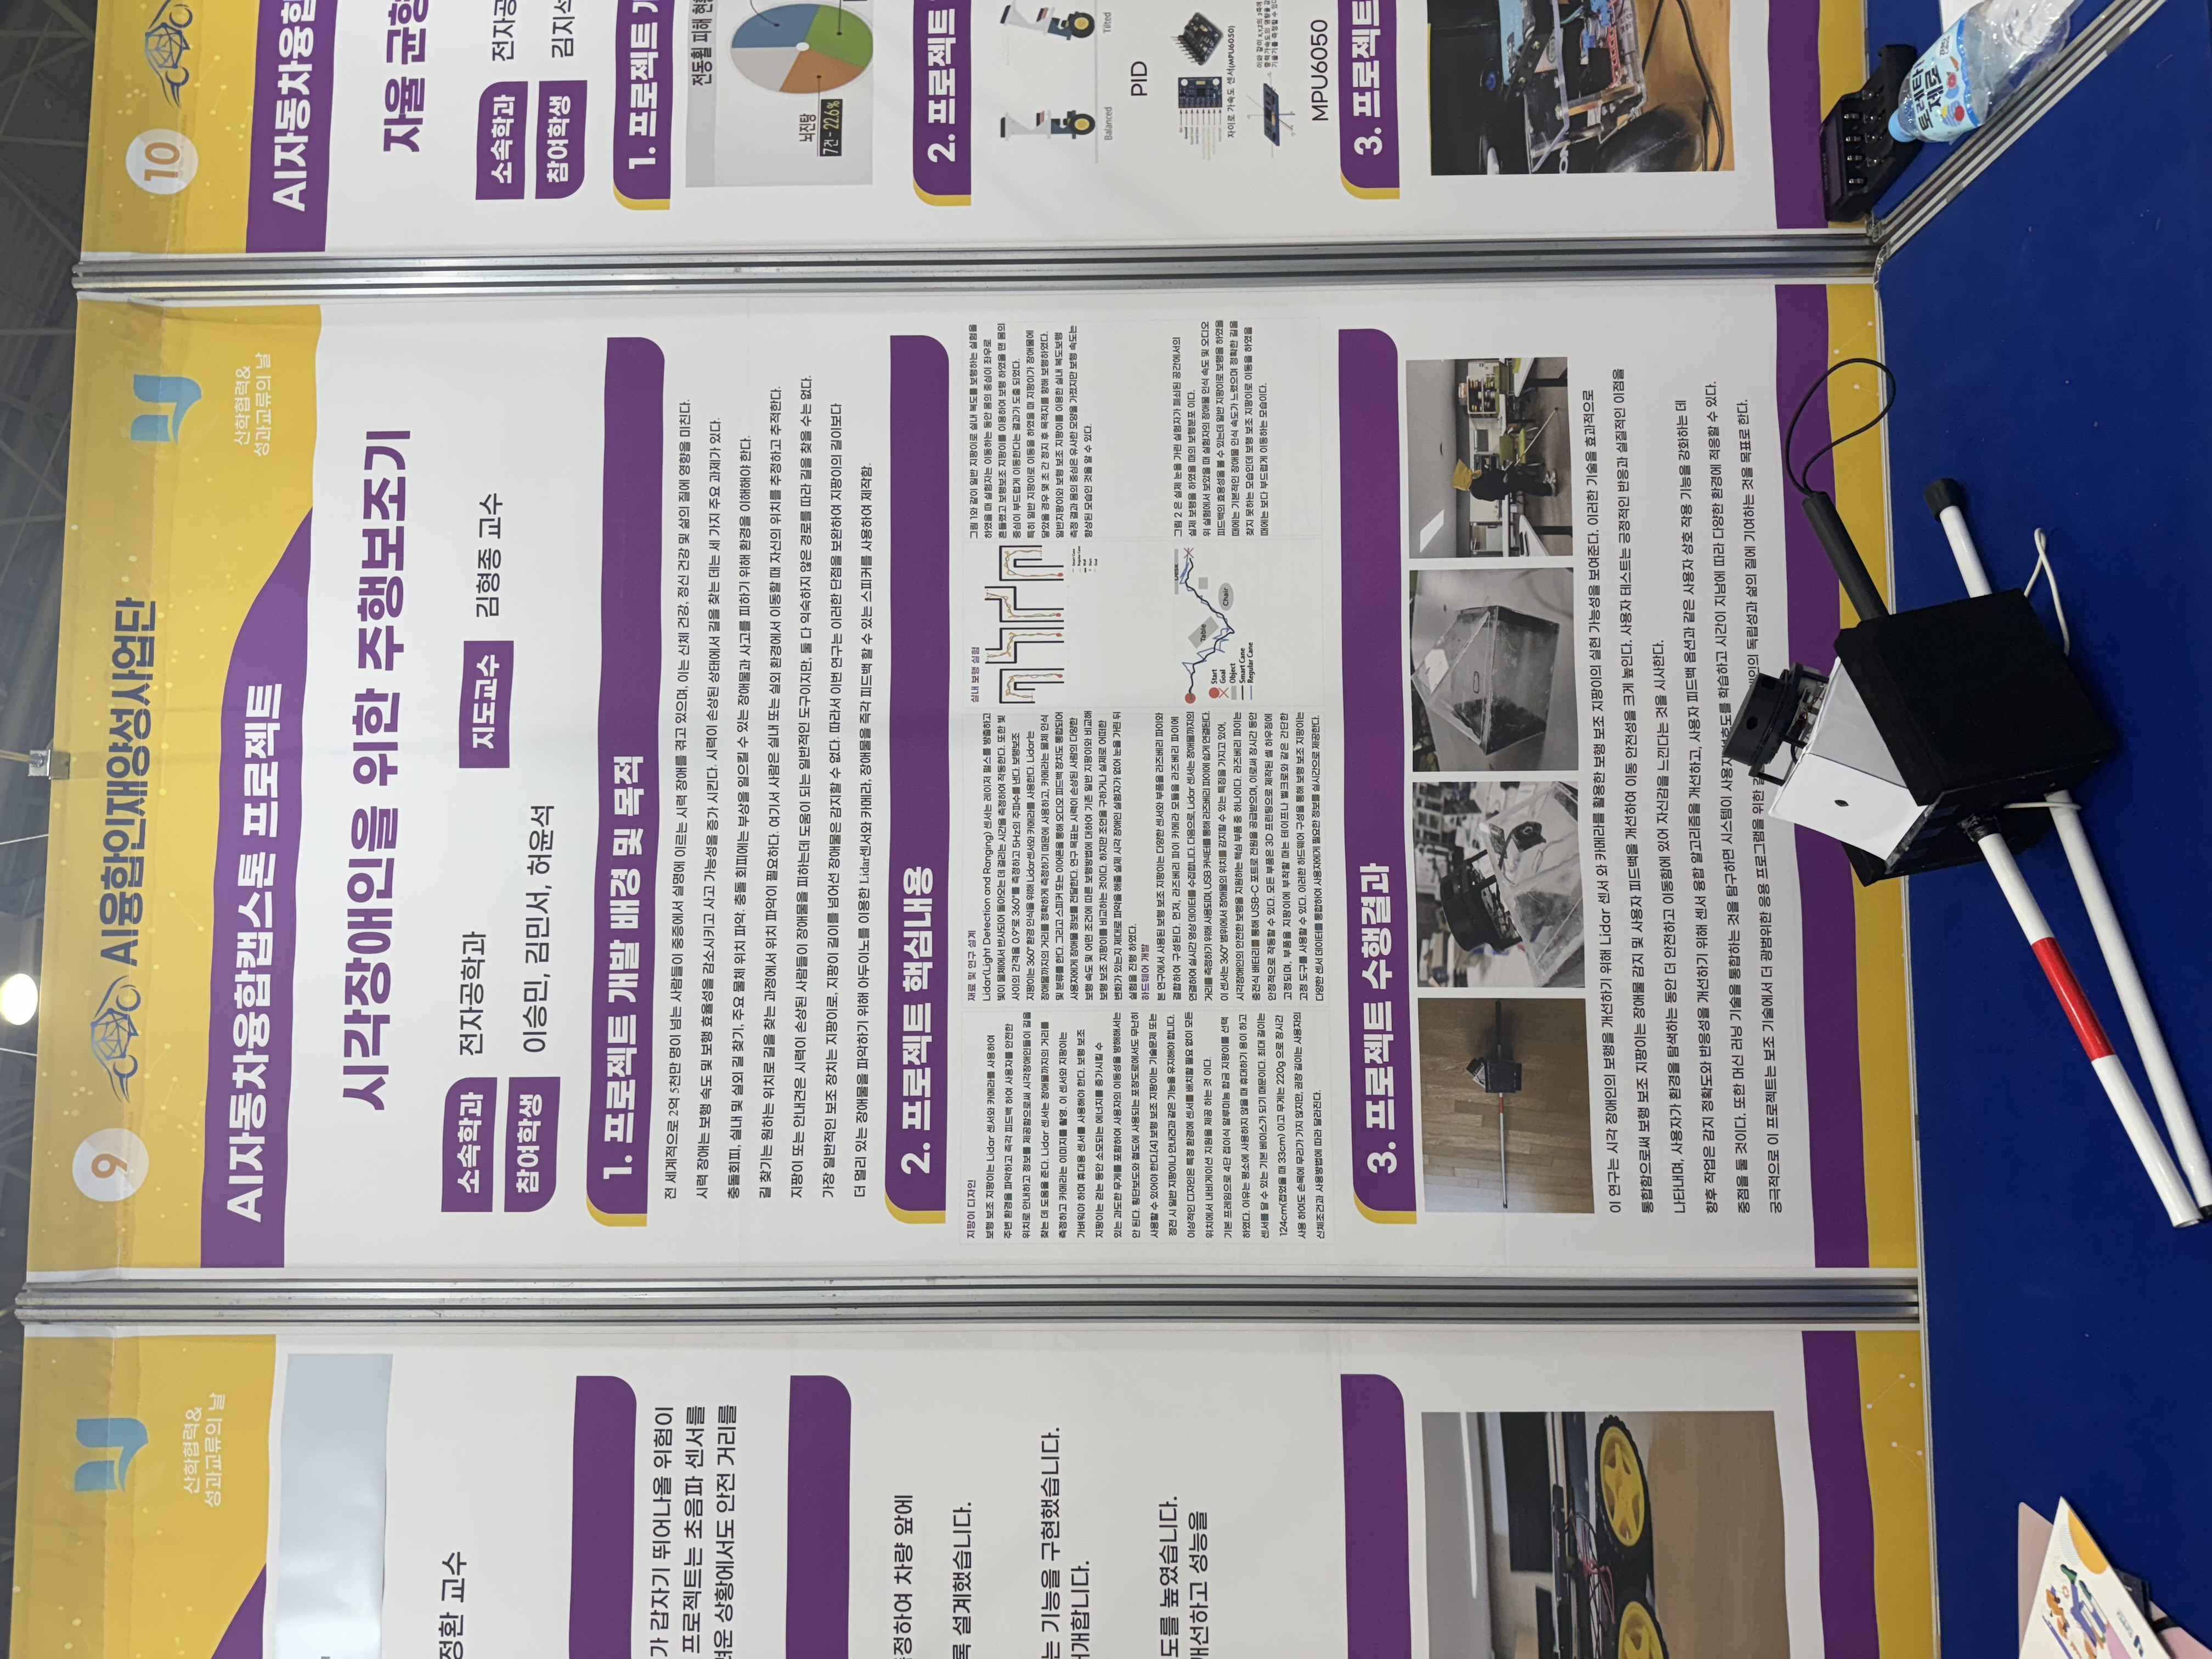 산학협력&
성과교류의 날
정환 교수
가 갑자기 뛰어나올 위험이
프로젝트는 초음파 센서를
려운 상황에서도 안전 거리를
측정하여 차량 앞에
록 설계했습니다.
는 기능을 구현했습니다.
개합니다.
도를 높였습니다.
개선하고 성능을
9
AI융합인재양성사업단
산학협력&
성과교류의 날
AI자동차융합캡스톤 프로젝트
시각장애인을 위한 주행보조기
소속학과 전자공학과
지도교수 김형종 교수
참여학생 이승민, 김민서, 허윤석
1. 프로젝트 개발 배경 및 목적
전 세계적으로 2억 5천만 명이 넘는 사람들이 중증에서 실명에 이르는 시력 장애를 겪고 있으며, 이는 신체 건강, 정신 건강 및 삶의 질에 영향을 미친다.
시력 장애는 보행 속도 및 보행 효율성을 감소시키고 사고 가능성을 증가 시킨다. 시력이 손상된 상태에서 길을 찾는 데는 세 가지 주요 과제가 있다.
충돌회피, 실내 및 실외 길 찾기, 주요 물체 위치 파악. 충돌 회피에는 부상을 일으킬 수 있는 장애물과 사고를 피하기 위해 환경을 이해해야 한다.
길 찾기는 원하는 위치로 길을 찾는 과정에서 위치 파악이 필요하다. 여기서 사람은 실내 또는 실외 환경에서 이동할 때 자신의 위치를 추정하고 추적한다.
지팡이 또는 안내견은 시력이 손상된 사람들이 장애물을 피하는데 도움이 되는 일반적인 도구이지만, 둘 다 익숙하지 않은 경로를 따라 길을 찾을 수는 없다.
가장 일반적인 보조 장치는 지팡이로, 지팡이 길이를 넘어선 장애물은 감지할 수 없다. 따라서 이번 연구는 이러한 단점을 보완하여 지팡이의 길이보다
더 멀리 있는 장애물을 파악하기 위해 아두이노를 이용한 Lidar센서와 카메라, 장애물을 즉각 피드백 할 수 있는 스피커를 사용하여 제작함.
2. 프로젝트 핵심내용
지팡이 디자인
보행 보조 지팡이는 Lidar 센서와 카메라를 사용하여
주변 환경을 파악하고 즉각 피드백 하여 사용자를 안전한
위치로 안내하고 정보를 제공함으로써 시각장애인들이 길을
찾는 데 도움을 준다. Lidar 센서는 장애물까지의 거리를
측정하고 카메라는 이미지를 촬영. 이 센서와 지팡이는
가벼워야 하며 휴대용 센서를 사용해야 한다. 보행 보조
지팡이는 걷는 동안 소모되는 에너지를 증가시킬 수
있는 과도한 무게를 포함하여 사용자의 이동성을 방해해서는
안 된다. 횡단보도와 철도에 사용되는 포장도로에서도 무난히
사용할 수 있어야 한다.[4] 보행 보조 지팡이는 기술문제 또는
정전 시 일반 지팡이나 안내견과 같은 기능을 유지해야 합니다.
이상적인 디자인은 특정 환경에 센서를 배치할 필요 없이 모든
위치에서 내비게이션 지원을 제공 하는 것 이다.
기본 프레임으로 4단 접이식 알루미늄 합금 지팡이를 선택
하였다. 이유는 평소에 사용하지 않을 때 휴대하기 용이 하고
센서를 달 수 있는 기본 베이스가 되기 때문이다. 최대 길이는
124cm(접었을 때 33cm) 이고 무게는 220g 으로 장시간
사용 하여도 손목에 무리가 가지 않지만, 권장 길이는 사용자의
신체조건과 사용방법에 따라 달라진다.
재료 및 연구 설계
Lidar(Light Detection and Ranging) 센서는 레이저 펄스를 방출하고
빛이 물체에서 반사되어 돌아오는 데 걸리는 시간을 측정하여 작동한다. 또한 빛
사이의 간격을 0.9°로 360°를 측정하고 5Hz의 주파수를 낸다. 보행보조
지팡이는 360° 환경 인식을 위해 Lidar센서와 카메라를 사용한다. Lidar는
장애물까지의 거리를 정확하게 측정하기 때문에 사용하고, 카메라는 물체 인식
및 분류를 한다. 그리고 스피커 또는 이어폰을 통해 오디오 피드백 장치도 통합되어
사용자에게 장애물 정보를 전달한다. 연구 목표는 시력이 손상된 사람의 다양한
보행 속도 및 어떤 조건에 따른 보행방법에 대하여 기존 일반 지팡이와 비교해
보행 보조 지팡이를 비교하는 것이다. 하지만 조언을 구하거나 실제로 어떠한
변화가 있는지 제대로 파악을 해줄 실제 시각 장애인 실험자가 없어 눈을 가린 뒤
실험을 진행 하였다.
하드웨어 개발
본 연구에서 사용된 보행 보조 지팡이는 다양한 센서와 부품을 라즈베리 파이와
결합하여 구성된다. 먼저, 라즈베리 파이 카메라 모듈을 라즈베리 파이에
연결하여 실시간 영상 데이터를 수집합니다. 다음으로, Lidar 센서는 장애물까지의
거리를 측정하기 위해 사용되며, USB 커넥터를 통해 라즈베리 파이에 쉽게 연결된다.
이 센서는 360° 범위에서 장애물의 위치를 감지할 수 있는 특징을 가지고 있어,
시각장애인의 안전한 보행을 지원하는 핵심 부품 중 하나이다. 라즈베리 파이는
충전식 배터리를 통해 USB-C 포트로 전원을 공급받으며, 이로써 장시간 동안
안정적으로 작동할 수 있다. 모든 부품은 3D 프린팅으로 제작된 셀 하우징에
고정되며, 부품을 지팡이에 부착할 때는 테이프나 벨크로와 같은 간단한
고정 도구를 사용할 수 있다. 이러한 하드웨어 구성을 통해 보행 보조 지팡이는
다양한 센서 데이터를 통합하여 사용자에게 필요한 정보를 실시간으로 제공한다.
실내 보행 실험
그림 1와 같이 일반 지팡이로 실내 복도를 보행하는 실험을
하였을 때 실험자는 이동하는 동안 몸의 중심이 좌우로
흔들렸고 보행보조 지팡이를 이용하여 보행 하였을 땐 몸의
중심이 부드럽게 이동한다는 결과가 도출 되었다.
특히 일반 지팡이로 이동을 하였을 때 지팡이가 장애물에
닿았을 경우 몇 초 간 정지 후 목적지를 향해 보행하였다.
일반지팡이와 보행 보조 지팡이를 이용한 실내 복도보행
측정 결과 몸의 중심은 유사한 모양을 가졌지만 보행 속도는
향상된 모습인 것을 알 수 있다.
Desk
Table
Chair
Start
Goal
Object
Smart Cane
Regular Cane
그림 2 은 실제 눈을 가린 실험자가 폐쇄된 공간에서의
실제 보행을 하였을 때의 보행분포 이다.
위 실험에서 보았을 때 실험자의 장애물 인식 속도 및 오디오
피드백의 효용성을 볼 수 있는데 일반 지팡이로 보행을 하였을
때에는 기본적인 장애물 인식 속도가 느렸으며 정확한 길을
찾지 못하는 모습인데 보행 보조 지팡이로 이동을 하였을
때에는 보다 부드럽게 이동하는 모습이다.
3. 프로젝트 수행결과
이 연구는 시각 장애인의 보행을 개선하기 위해 Lidar 센서 와 카메라를 활용한 보행 보조 지팡이의 실현 가능성을 보여준다. 이러한 기술을 효과적으로
통합함으로써 보행 보조 지팡이는 장애물 감지 및 사용자 피드백을 개선하여 이동 안전성을 크게 높인다. 사용자 테스트는 긍정적인 반응과 실질적인 이점을
나타내며, 사용자가 환경을 탐색하는 동안 더 안전하고 이동함에 있어 자신감을 느낀다는 것을 시사한다.
향후 작업은 감지 정확도와 반응성을 개선하기 위해 센서 융합 알고리즘을 개선하고, 사용자 피드백 옵션과 같은 사용자 상호 작용 기능을 강화하는 데
중점을 둘 것이다. 또한 머신 러닝 기술을 통합하는 것을 탐구하면 시스템이 사용자 선호도를 학습하고 시간이 지남에 따라 다양한 환경에 적응할 수 있다.
궁극적으로 이 프로젝트는 보조 기술에서 더 광범위한 응용 프로그램을 위한 인의 독립성과 삶의 질에 기여하는 것을 목표로 한다.
10
AI자동차융합
자율 균형
소속학과 전자공
참여학생 김지석
1. 프로젝트 개
전동휠 피해 현황
뇌진탕
7건-22.6%
2. 프로젝트
Balanced
Tilted
PID
자이로 가속도 센서(MPU6050)
MPU6050
3. 프로젝트
토레타!
제로